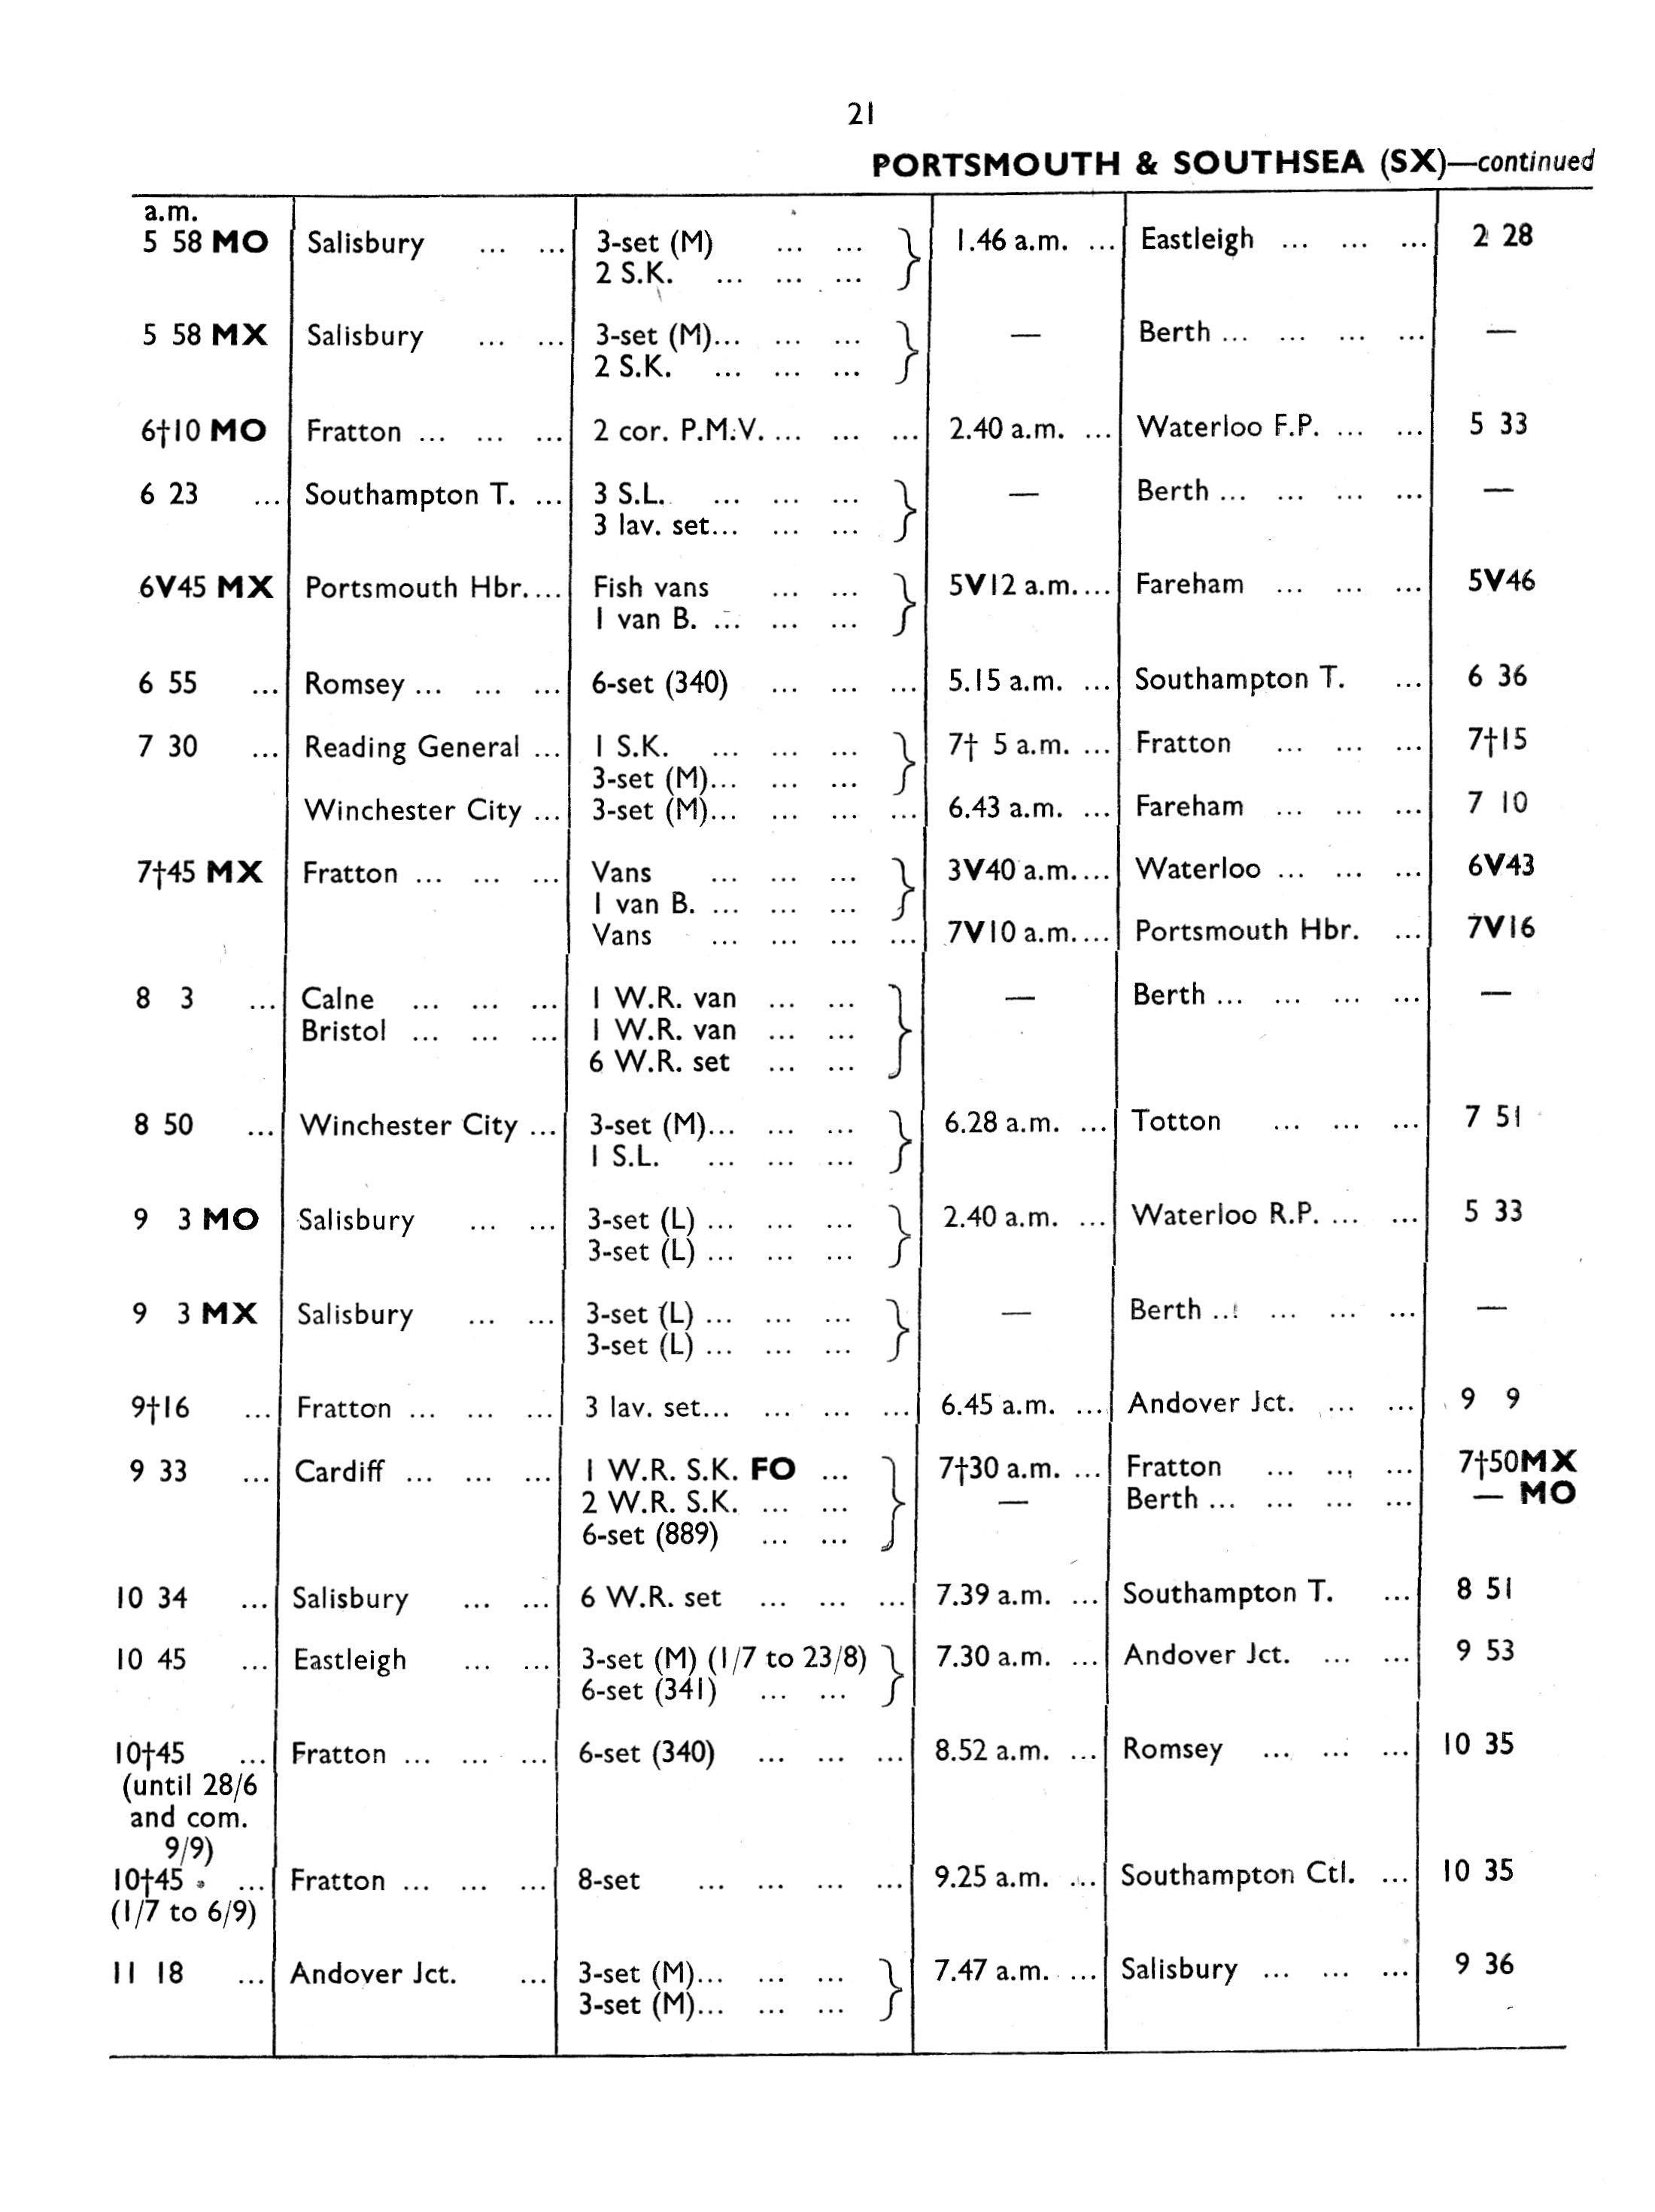 21
PORTSMOUTH & SOUTHSEA (SX)—continued
a.m.
5 58 MO Salisbury ... ... 3-set (M) ... ... } 1.46 a.m. ... Eastleigh ... ... ... 2 28
2 S.K. ... ... ...
5 58 MX Salisbury ... ... 3-set (M)... ... ... } — Berth ... ... ... ... —
2 S.K. ... ... ...
6†10 MO Fratton ... ... ... 2 cor. P.M.V. ... ... ... 2.40 a.m. ... Waterloo F.P. ... ... 5 33
6 23 ... Southampton T. ... 3 S.L. ... ... ... } — Berth ... ... ... ... —
3 lav. set... ... ...
6V45 MX Portsmouth Hbr.... Fish vans ... ... } 5V12 a.m.... Fareham ... ... ... 5V46
1 van B. ... ... ...
6 55 ... Romsey ... ... ... 6-set (340) ... ... ... 5.15 a.m. ... Southampton T. ... 6 36
7 30 ... Reading General ... 1 S.K. ... ... ... } 7† 5 a.m. ... Fratton ... ... ... 7†15
3-set (M)... ... ...
Winchester City ... 3-set (M)... ... ... ... 6.43 a.m. ... Fareham ... ... ... 7 10
7†45 MX Fratton ... ... ... Vans ... ... ... } 3V40 a.m.... Waterloo ... ... ... 6V43
1 van B. ... ... ...
Vans ... ... ... ... 7V10 a.m.... Portsmouth Hbr. ... 7V16
8 3 ... Calne ... ... ... 1 W.R. van ... ... } — Berth ... ... ... ... —
Bristol ... ... ... 1 W.R. van ... ...
6 W.R. set ... ...
8 50 ... Winchester City ... 3-set (M)... ... ... } 6.28 a.m. ... Totton ... ... ... 7 51
1 S.L. ... ... ...
9 3 MO Salisbury ... ... 3-set (L) ... ... ... } 2.40 a.m. ... Waterloo R.P. ... ... 5 33
3-set (L) ... ... ...
9 3 MX Salisbury ... ... 3-set (L) ... ... ... } — Berth ... ... ... ... —
3-set (L) ... ... ...
9†16 ... Fratton ... ... ... 3 lav. set... ... ... ... 6.45 a.m. ... Andover Jct. ... ... 9 9
9 33 ... Cardiff ... ... ... 1 W.R. S.K. FO ... } 7†30 a.m. ... Fratton ... ... ... 7†50MX
2 W.R. S.K. ... ... — Berth ... ... ... ... — MO
6-set (889) ... ...
10 34 ... Salisbury ... ... 6 W.R. set ... ... ... 7.39 a.m. ... Southampton T. ... 8 51
10 45 ... Eastleigh ... ... 3-set (M) (1/7 to 23/8) } 7.30 a.m. ... Andover Jct. ... ... 9 53
6-set (341) ... ...
10†45 ... Fratton ... ... ... 6-set (340) ... ... ... 8.52 a.m. ... Romsey ... ... ... 10 35
(until 28/6
and com.
9/9)
10†45 ... Fratton ... ... ... 8-set ... ... ... ... 9.25 a.m. ... Southampton Ctl. ... 10 35
(1/7 to 6/9)
11 18 ... Andover Jct. ... 3-set (M)... ... ... } 7.47 a.m. ... Salisbury ... ... ... 9 36
3-set (M)... ... ...